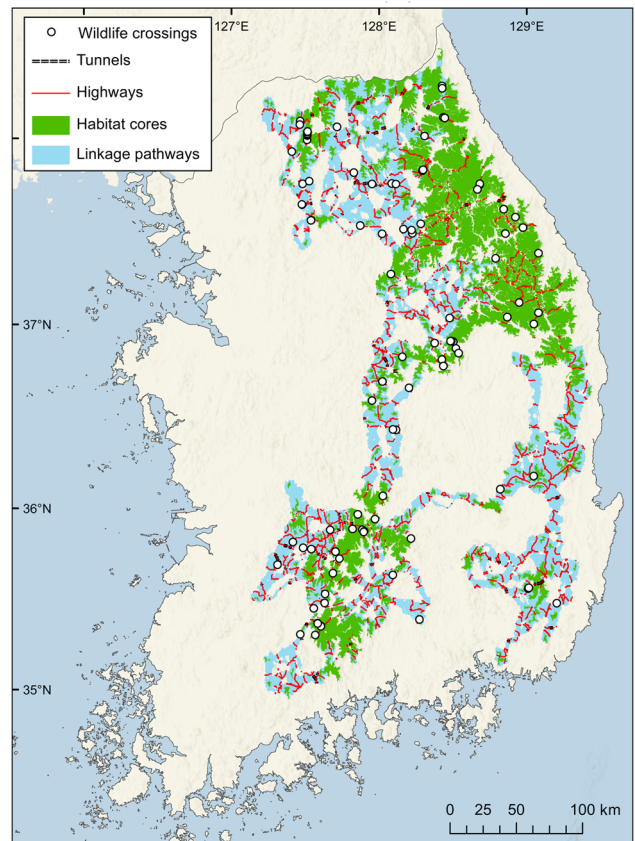 127°E 128°E 129°E
Wildlife crossings
Tunnels
Highways
Habitat cores
Linkage pathways
37°N
36°N
35°N
0 25 50 100 km